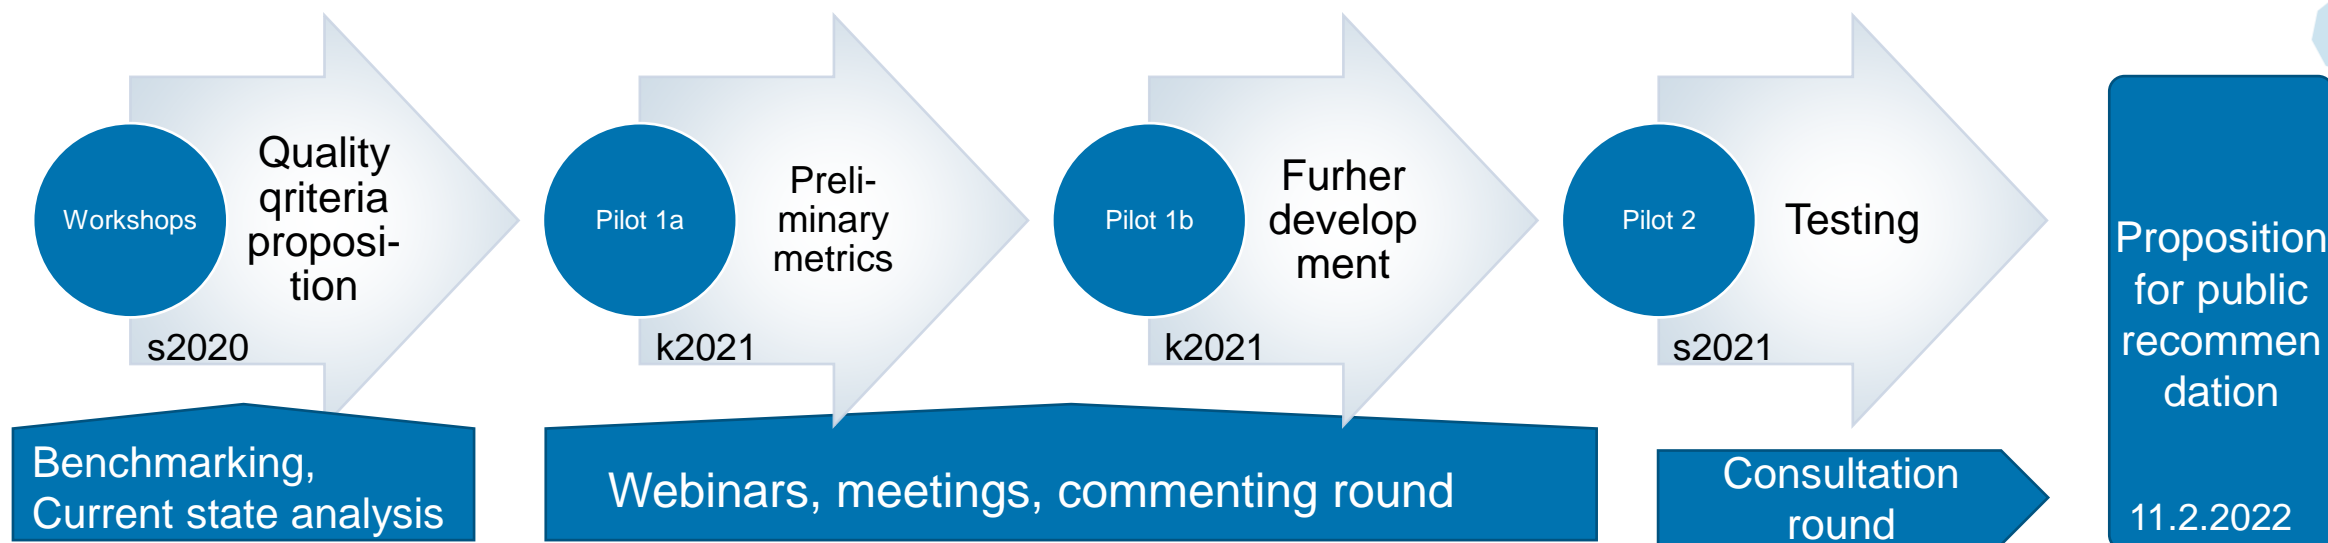 Workshops
Quality
qriteria
proposi-
tion
s2020
Pilot 1a
Preli-
minary
metrics
k2021
Pilot 1b
Furher
develop
ment
k2021
Pilot 2
Testing
s2021
Benchmarking,
Current state analysis
Webinars, meetings, commenting round
Consultation
round
Proposition
for public
recommen
dation
11.2.2022